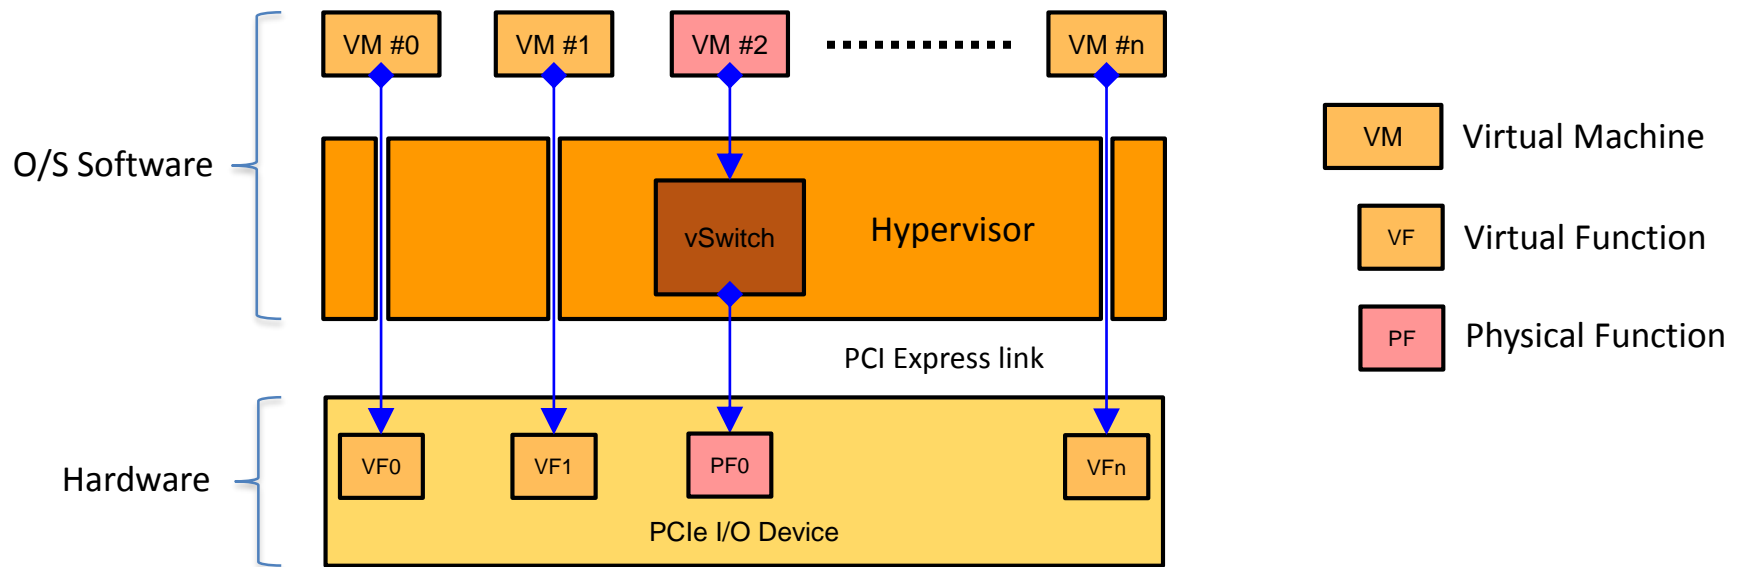 VM #0
VM #1
VM #2
VM #n
O/S Software
vSwitch
Hypervisor
PCI Express link
Hardware
VF0
VF1
PF0
VFn
PCIe I/O Device
VM
Virtual Machine
VF
Virtual Function
PF
Physical Function